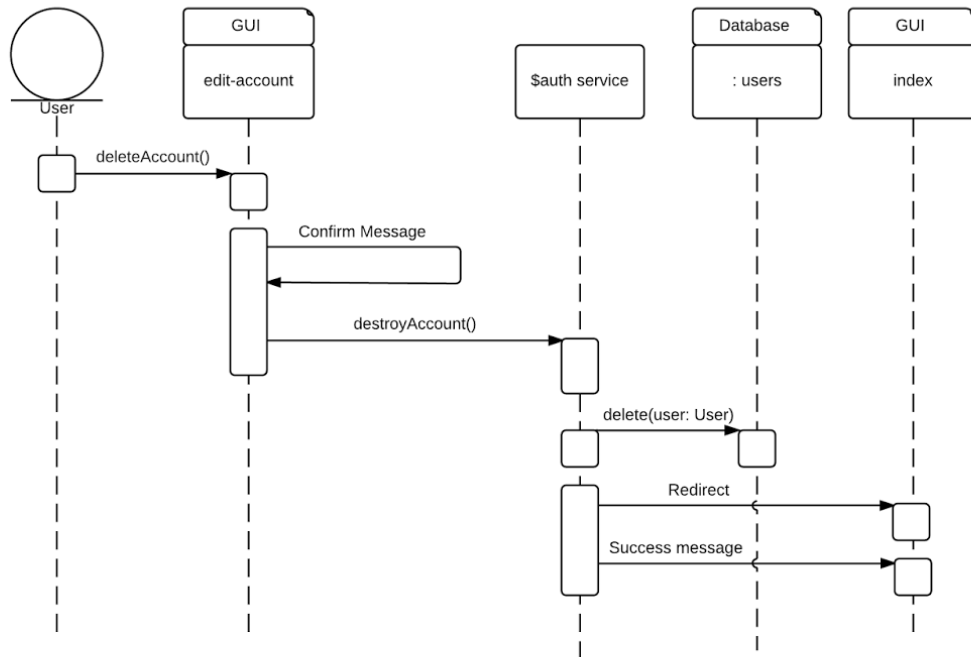 GUI
Database
GUI
edit-account
$auth service
: users
index
User
deleteAccount()
Confirm Message
destroyAccount()
delete(user: User)
Redirect
Success message